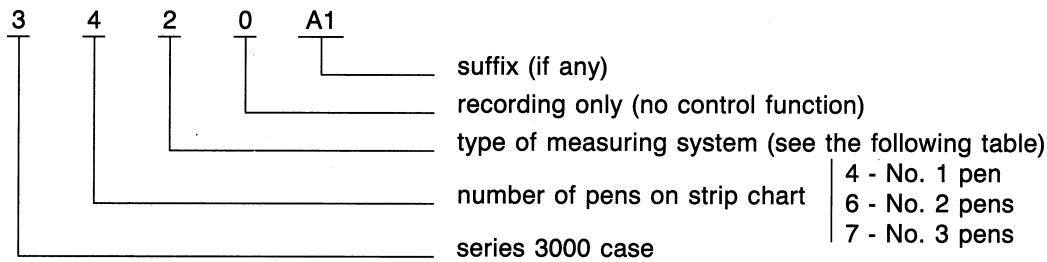 3 4 2 0 A1
suffix (if any)
recording only (no control function)
type of measuring system (see the following table)
number of pens on strip chart
4 - No. 1 pen
6 - No. 2 pens
7 - No. 3 pens
series 3000 case